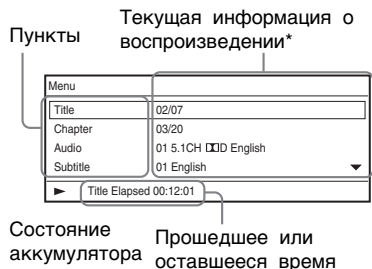 Пункты
Текущая информация о
воспроизведении*
Menu
Title 02/07
Chapter 03/20
Audio 01 5.1CH DD D English
Subtitle 01 English
Title Elapsed 00:12:01
Состояние
аккумулятора
Прошедшее или
оставшееся время